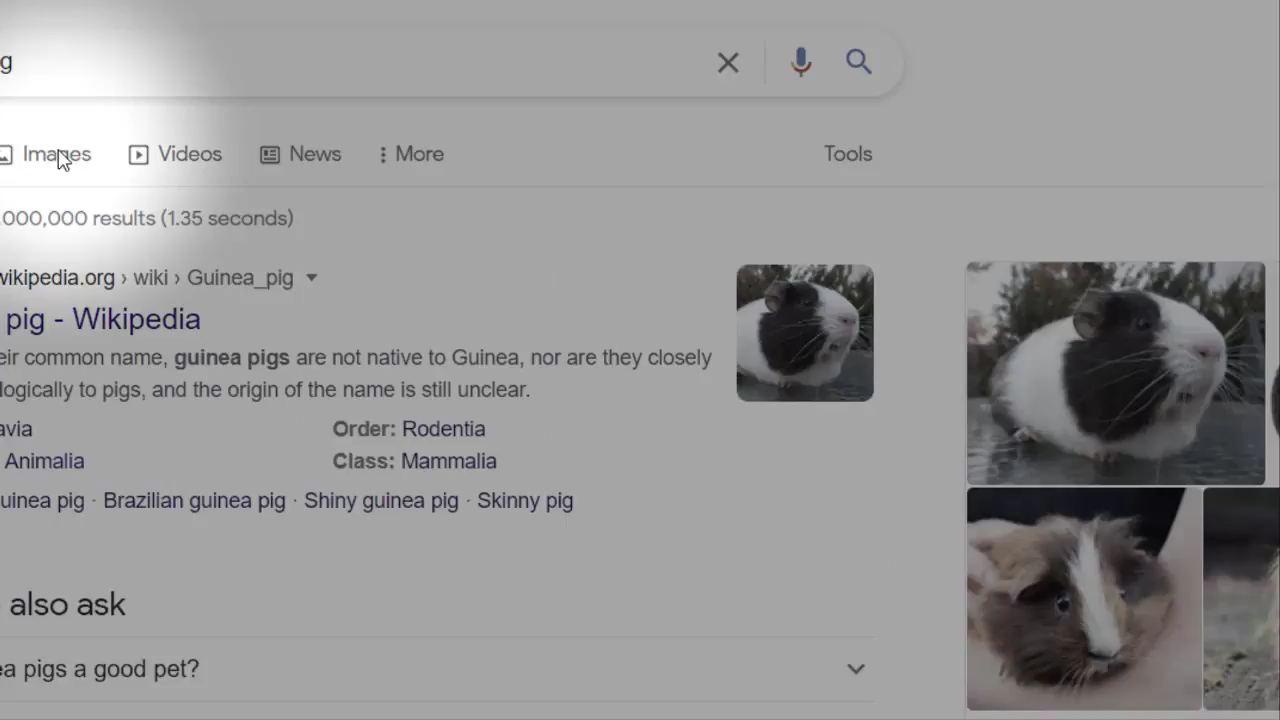 g
Images Videos News More Tools
,000,000 results (1.35 seconds)
wikipedia.org › wiki › Guinea_pig
pig - Wikipedia
eir common name, guinea pigs are not native to Guinea, nor are they closely
logically to pigs, and the origin of the name is still unclear.
avia Order: Rodentia
Animalia Class: Mammalia
uinea pig · Brazilian guinea pig · Shiny guinea pig · Skinny pig
also ask
ea pigs a good pet?